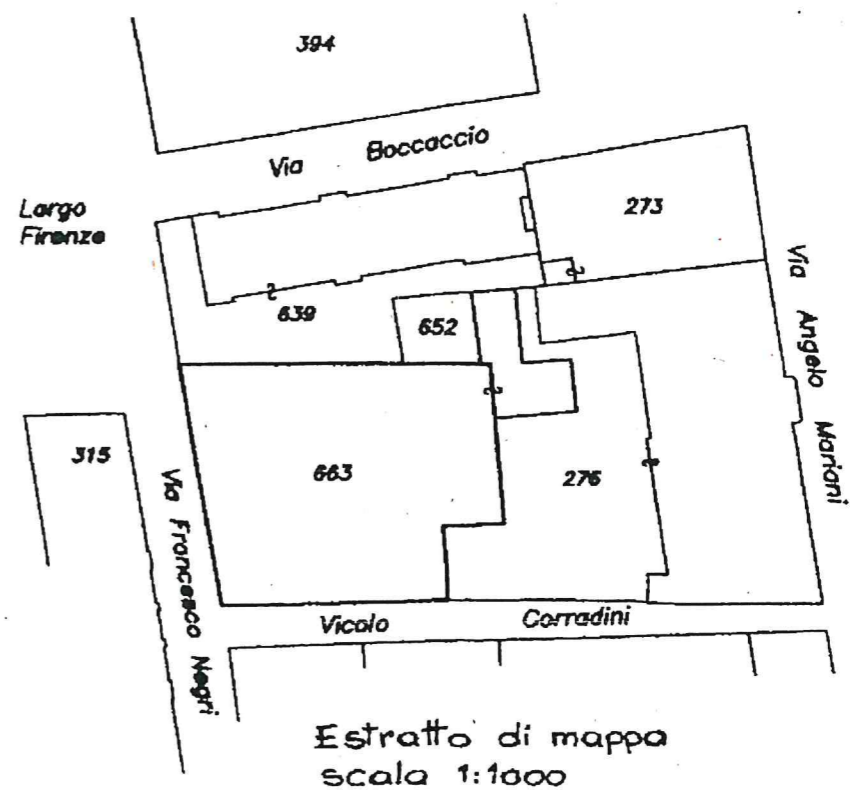 394
Via Boccaccio
Largo
Firenze
273
639
652
Via Angelo Mariani
315
Via Francesco Negri
663
276
Vicolo Corradini
Estratto di mappa
scala 1:1000